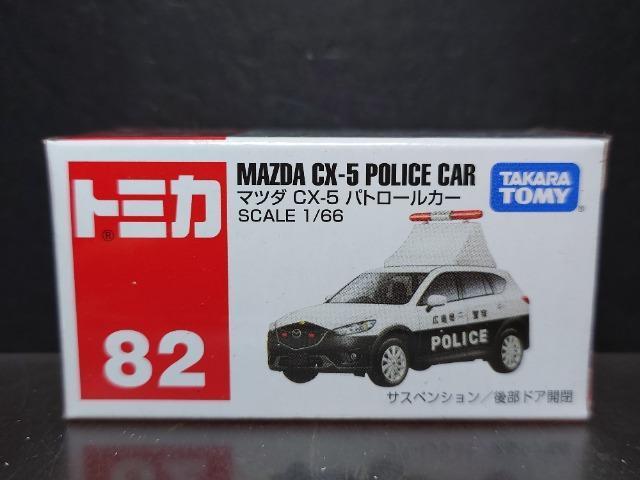 トミカ
®
82
MAZDA CX-5 POLICE CAR
マツダ CX-5 パトロールカー
SCALE 1/66
TAKARA
TOMY
®
POLICE
サスペンション／後部ドア開閉